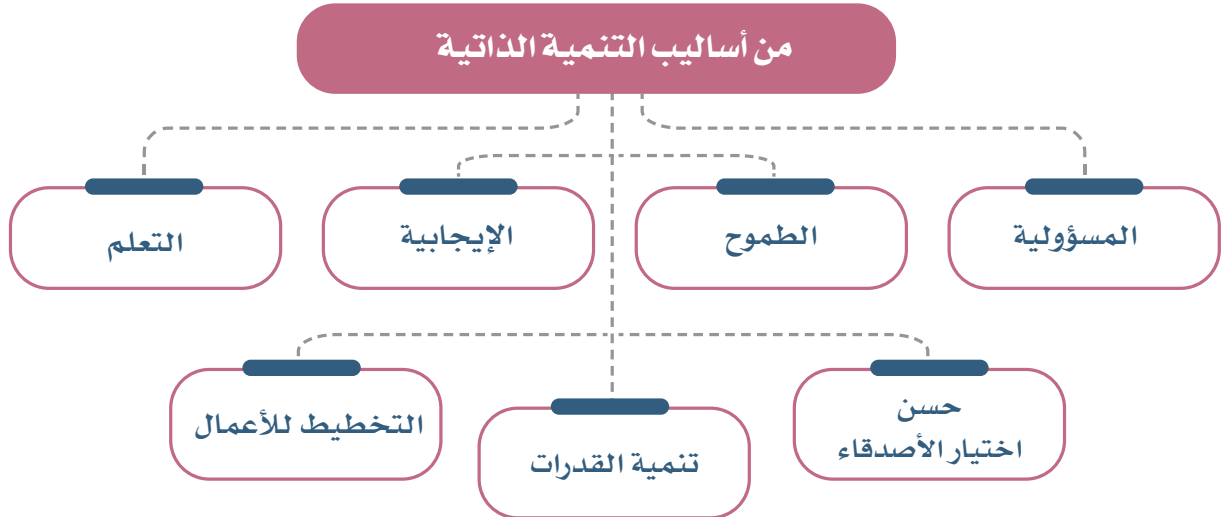 من أساليب التنمية الذاتية
المسؤولية
الطموح
الإيجابية
التعلم
حسن
اختيار الأصدقاء
تنمية القدرات
التخطيط للأعمال